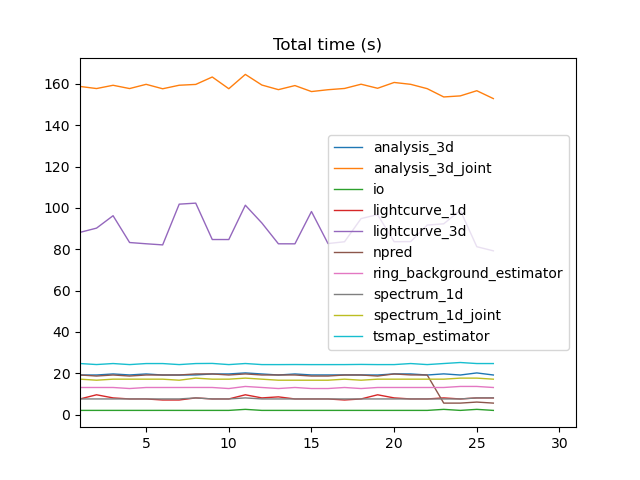 Total time (s)
160
140
120
100
80
60
40
20
0
analysis_3d
analysis_3d_joint
io
lightcurve_1d
lightcurve_3d
npred
ring_background_estimator
spectrum_1d
spectrum_1d_joint
tsmap_estimator
5 10 15 20 25 30